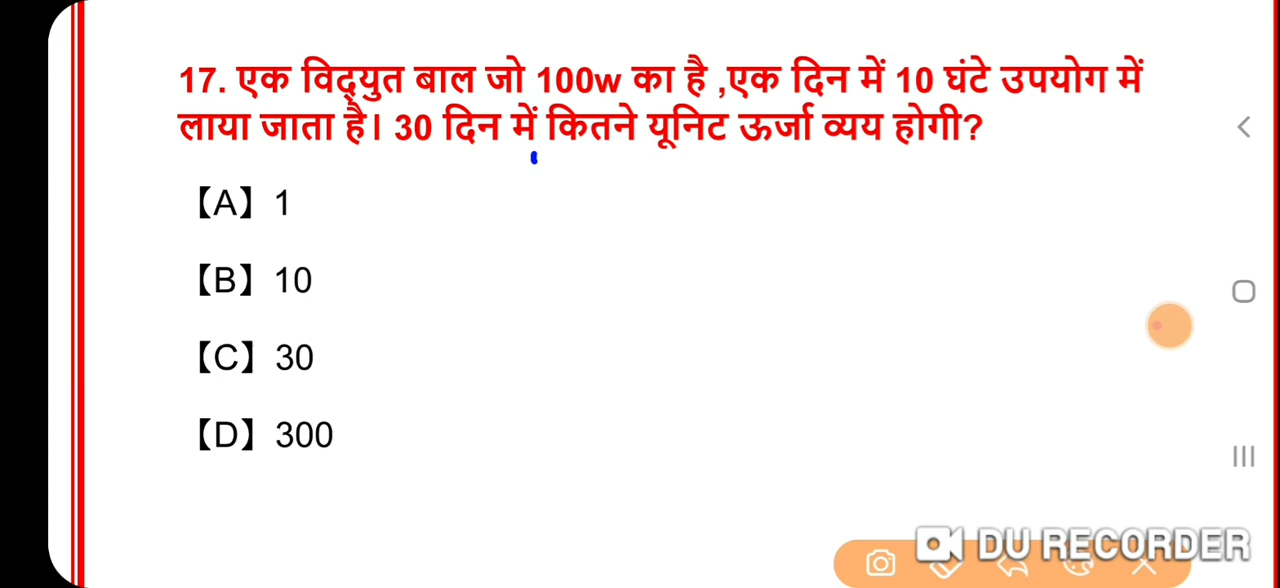 17. एक विद्युत बाल जो 100w का है ,एक दिन में 10 घंटे उपयोग में
लाया जाता है। 30 दिन में कितने यूनिट ऊर्जा व्यय होगी?
【A】 1
【B】 10
【C】 30
【D】 300
DU RECORDER